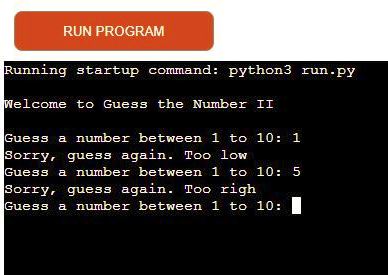 RUN PROGRAM
Running startup command: python3 run.py
Welcome to Guess the Number II
Guess a number between 1 to 10: 1
Sorry, guess again. Too low
Guess a number between 1 to 10: 5
Sorry, guess again. Too righ
Guess a number between 1 to 10: